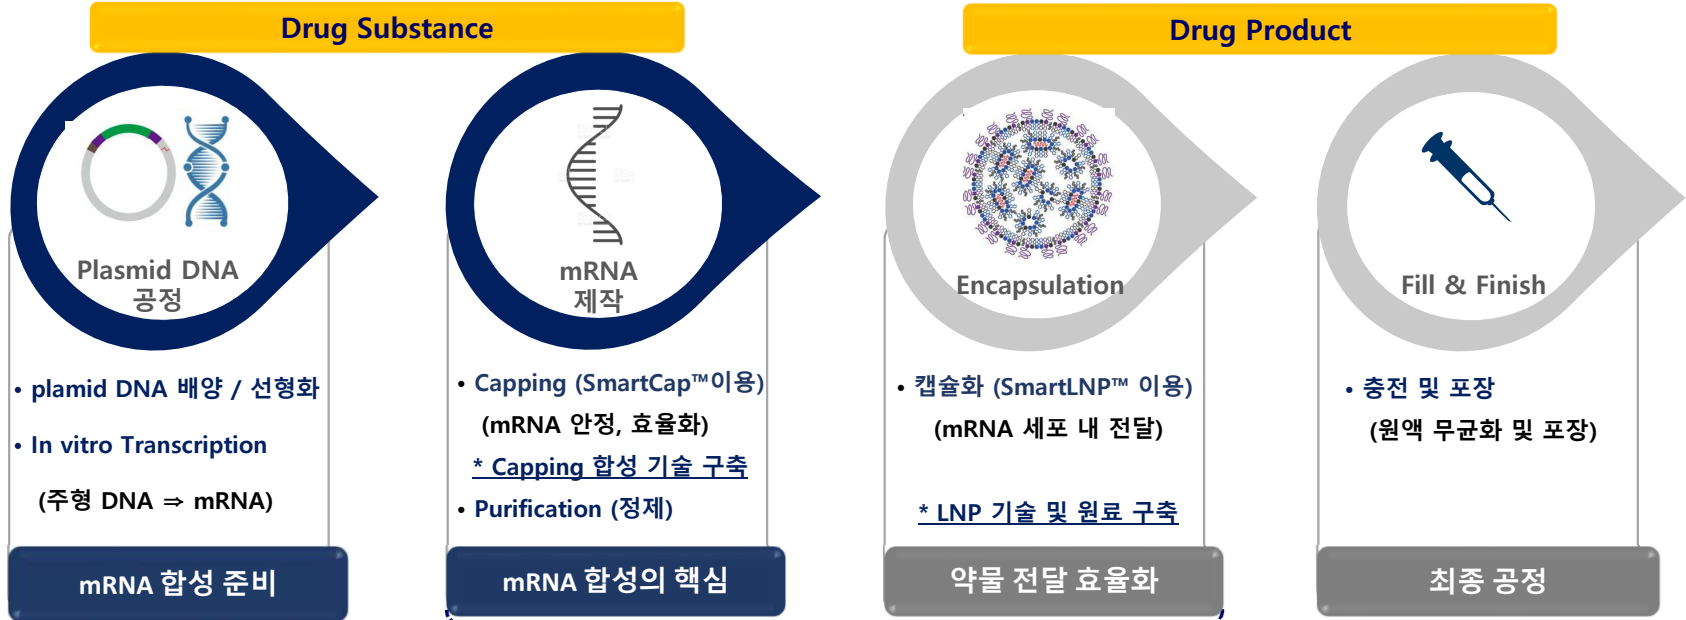 Drug Substance
Drug Product
Plasmid DNA
공정
mRNA
제작
Encapsulation
Fill & Finish
• plamid DNA 배양 / 선형화
• In vitro Transcription
(주형 DNA ⇒ mRNA)
mRNA 합성 준비
• Capping (SmartCap™이용)
(mRNA 안정, 효율화)
* Capping 합성 기술 구축
• Purification (정제)
mRNA 합성의 핵심
• 캡슐화 (SmartLNP™ 이용)
(mRNA 세포 내 전달)
* LNP 기술 및 원료 구축
약물 전달 효율화
• 충전 및 포장
(원액 무균화 및 포장)
최종 공정